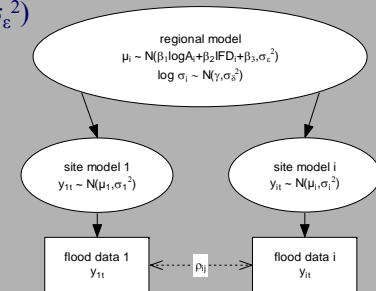 σε²)
regional model
μi ~ N(β1logAi+β2IFDi+β3,σε²)
log σi ~ N(γ,σδ²)
site model 1
y1t ~ N(μ1,σ1²)
site model i
yit ~ N(μi,σi²)
flood data 1
y1t
ρij
flood data i
yit